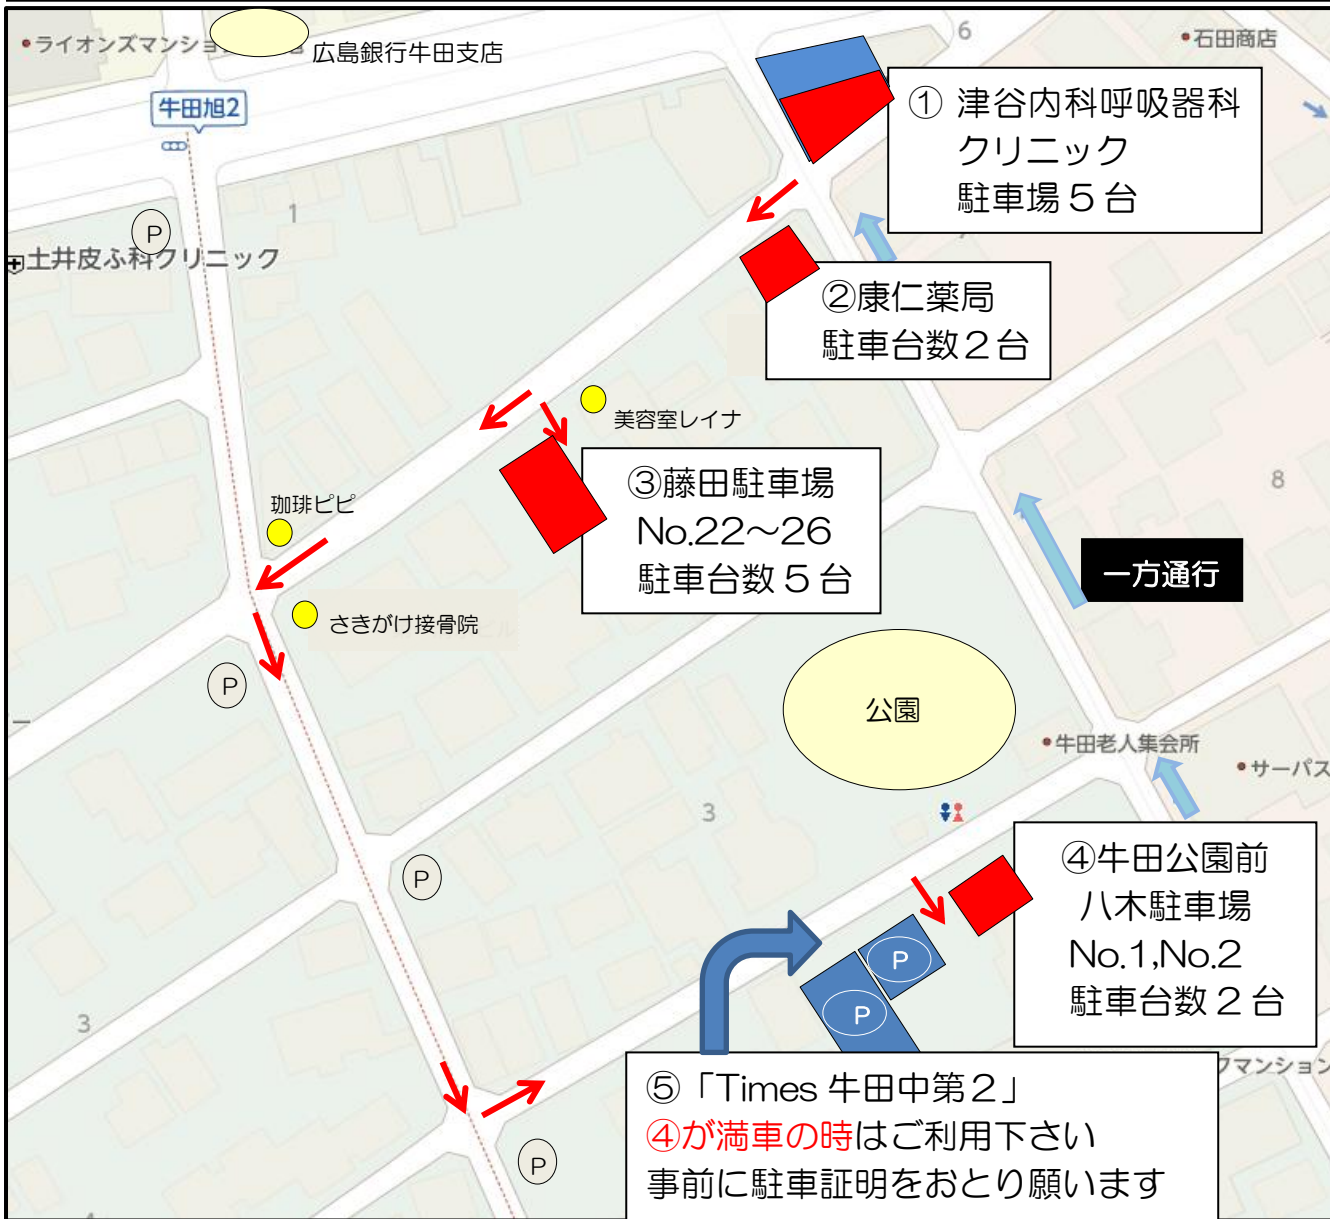 ライオンズマンショ
広島銀行牛田支店
6
石田商店
牛田旭2
① 津谷内科呼吸器科
クリニック
駐車場5台
1
P
土井皮ふ科クリニック
②康仁薬局
駐車台数2台
美容室レイナ
③藤田駐車場
No.22～26
駐車台数5台
8
珈琲ピピ
一方通行
さきがけ接骨院
P
公園
牛田老人集会所
サーパス
3
P
④牛田公園前
八木駐車場
No.1,No.2
駐車台数2台
P
P
3
クマンション
⑤「Times 牛田中第2」
④が満車の時はご利用下さい
事前に駐車証明をおとり願います
P